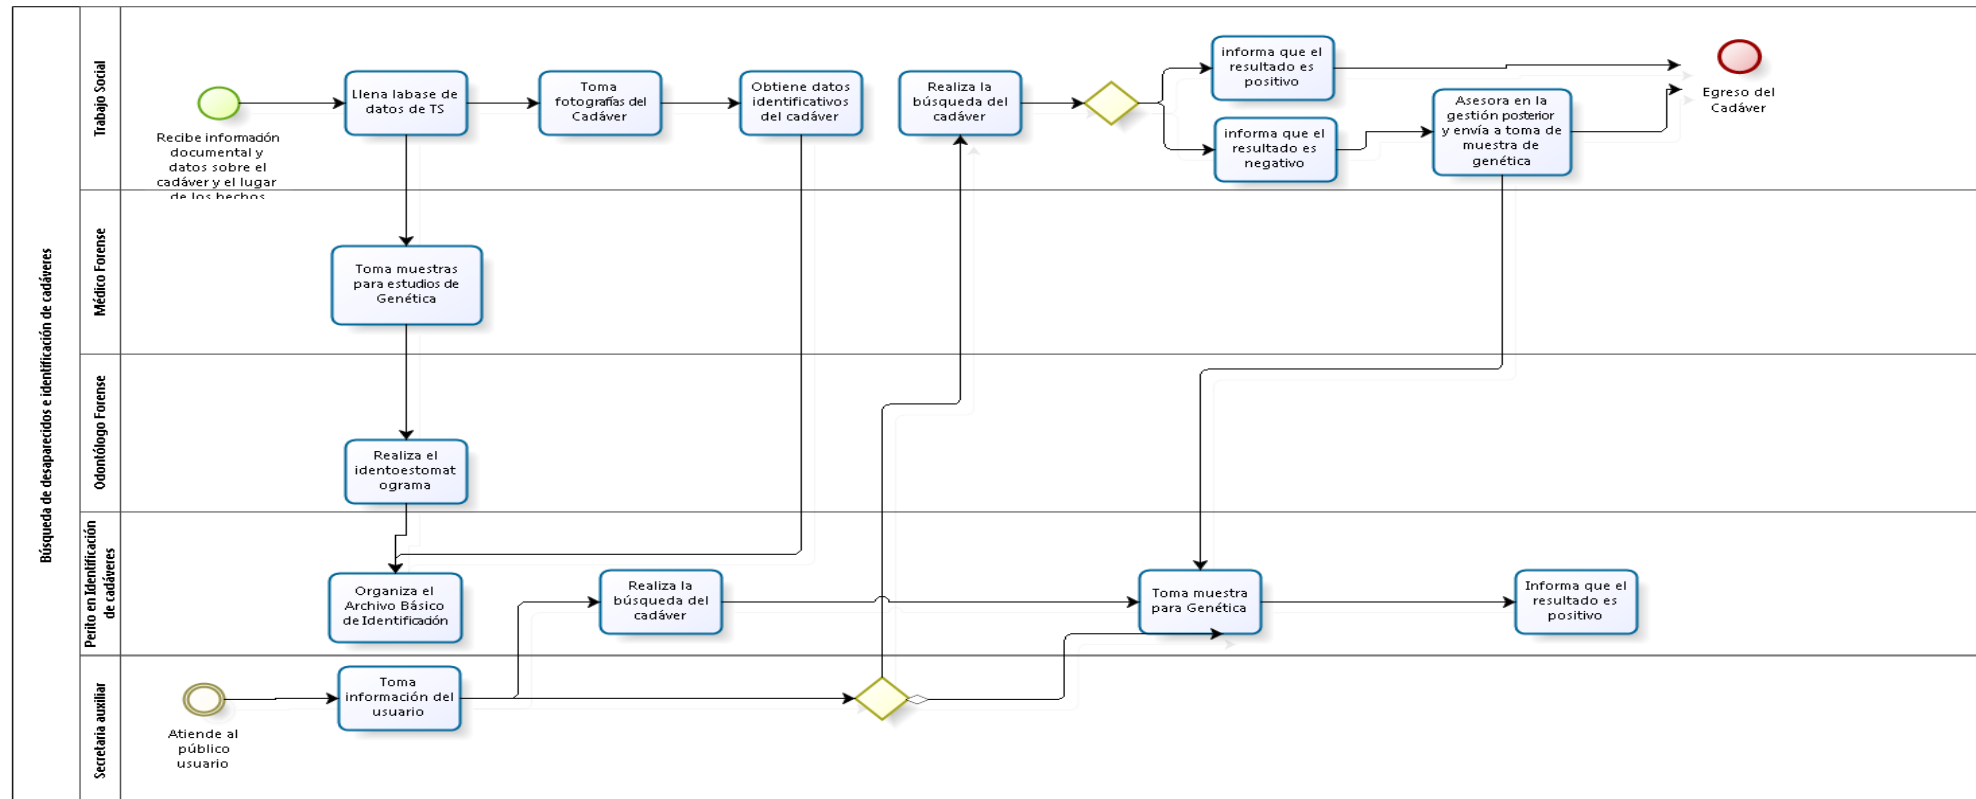 Búsqueda de desaparecidos e identificación de cadáveres
Trabajo Social
Recibe información
documental y
datos sobre el
cadáver y el lugar
de los hechos
Llena labase de
datos de TS
Toma
fotografías del
Cadáver
Obtiene datos
identificativos
del cadáver
Realiza la
búsqueda del
cadáver
informa que el
resultado es
positivo
informa que el
resultado es
negativo
Asesora en la
gestión posterior
y envía a toma de
muestra de
genética
Egreso del
Cadáver
Médico Forense
Toma muestras
para estudios de
Genética
Odontólogo Forense
Realiza el
identoestomat
ograma
Perito en Identificación
de cadáveres
Organiza el
Archivo Básico
de Identificación
Realiza la
búsqueda del
cadáver
Toma muestra
para Genética
Informa que el
resultado es
positivo
Secretaria auxiliar
Atiende al
público
usuario
Toma
información del
usuario